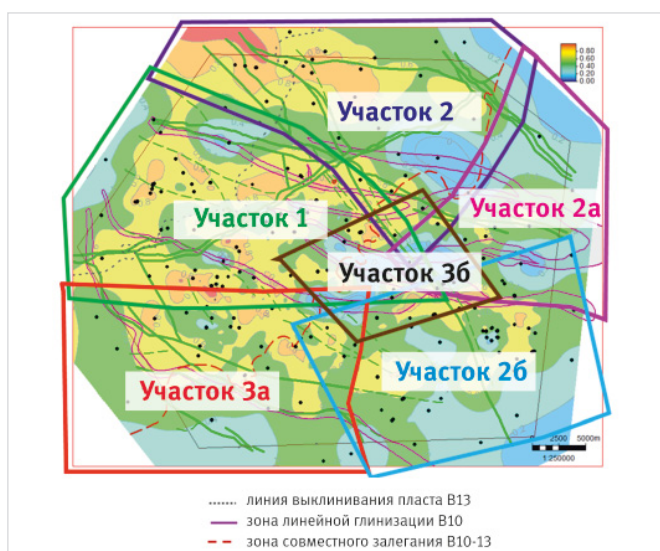 0.80
0.60
0.40
0.20
0.00
Участок 2
Участок 2а
Участок 1
Участок 3б
Участок 2б
Участок 3а
0 2500 5000m
1:250000
линия выклинивания пласта В13
зона линейной глинизации В10
зона совместного залегания В10-13